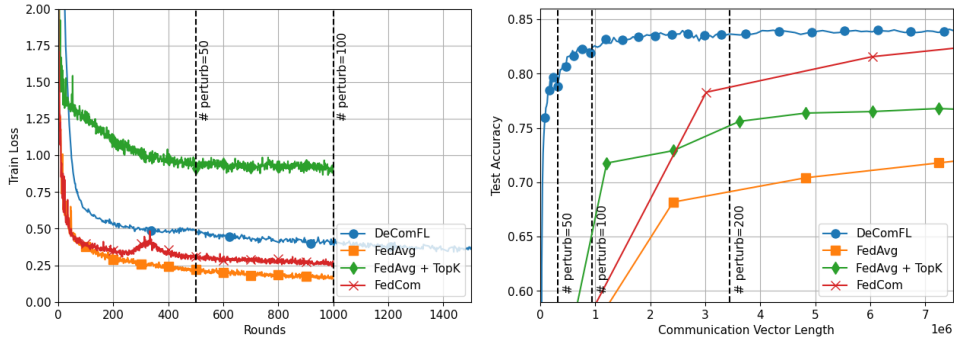 2.00
1.75
1.50
1.25
1.00
0.75
0.50
0.25
0.00
Train Loss
# perturb=50
# perturb=100
DeComFL
FedAvg
FedAvg + TopK
FedCom
0 200 400 600 800 1000 1200 1400
Rounds
0.85
0.80
0.75
0.70
0.65
0.60
Test Accuracy
# perturb=50
# perturb=100
# perturb=200
DeComFL
FedAvg
FedAvg + TopK
FedCom
0 1 2 3 4 5 6 7
1e6
Communication Vector Length